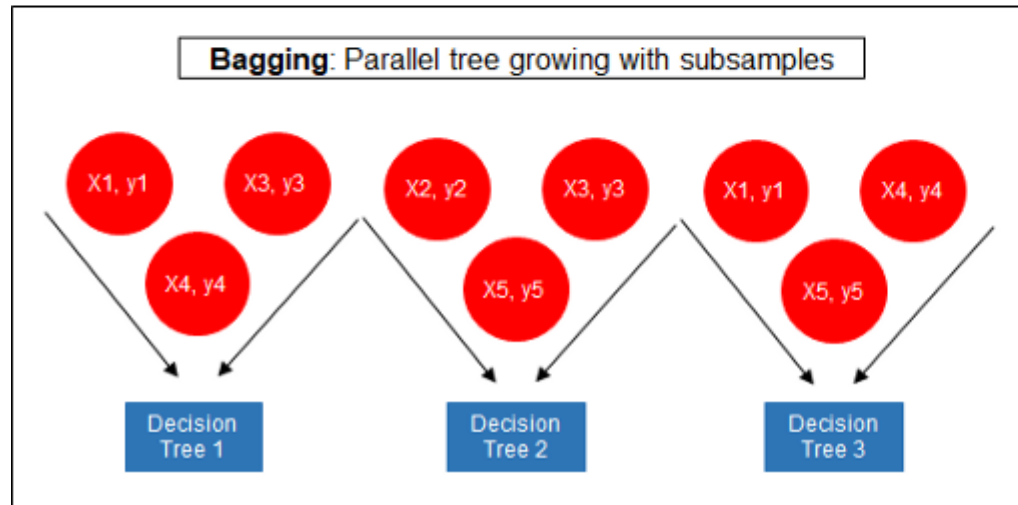 Bagging: Parallel tree growing with subsamples
X1, y1
X3, y3
X4, y4
X2, y2
X3, y3
X5, y5
X1, y1
X4, y4
X5, y5
Decision
Tree 1
Decision
Tree 2
Decision
Tree 3